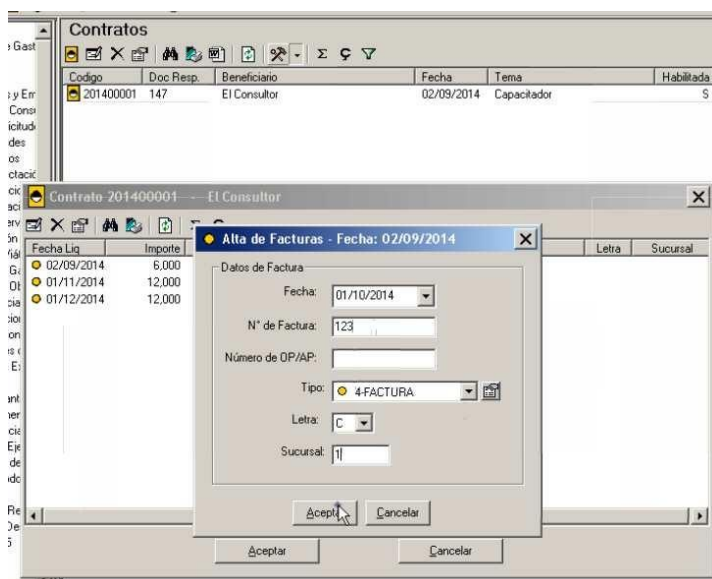 Contratos
Gast
Codigo Doc Resp. Beneficiario Fecha Tema Habilitada
201400001 147 El Consultor 02/09/2014 Capacitador S
Contrato 201400001 El Consultor
Fecha Liq Importe Letra Sucursal
02/09/2014 6,000
01/11/2014 12,000
01/12/2014 12,000
Alta de Facturas - Fecha: 02/09/2014
Datos de Factura
Fecha: 01/10/2014
N° de Factura: 123
Número de OP/AP:
Tipo: 4-FACTURA
Letra: C
Sucursal: 1
Cancelar
Aceptar Cancelar